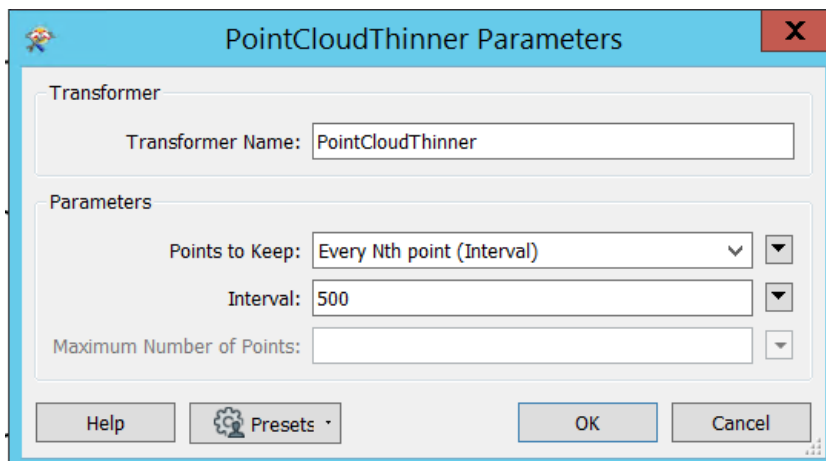 PointCloudThinner Parameters
X
Transformer
Transformer Name: PointCloudThinner
Parameters
Points to Keep: Every Nth point (Interval)
Interval: 500
Maximum Number of Points:
Help Presets OK Cancel